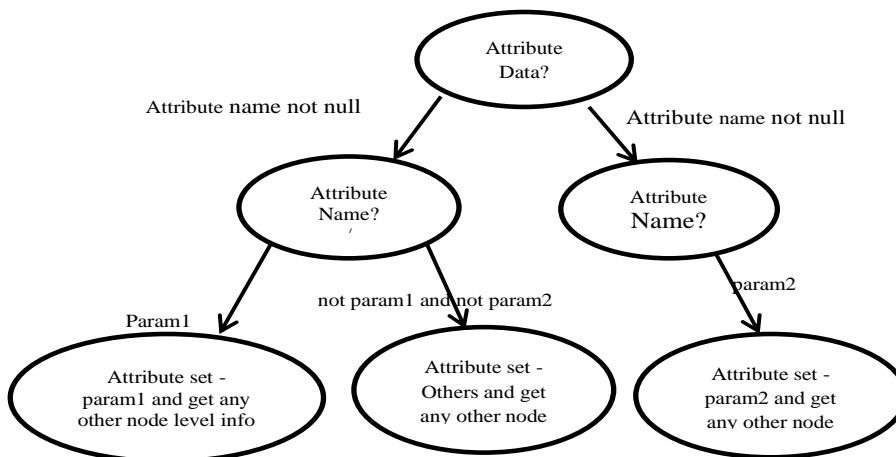 Attribute
Data?
Attribute name not null
Attribute name not null
Attribute
Name?
Attribute
Name?
Param1
not param1 and not param2
param2
Attribute set -
param1 and get any
other node level info
Attribute set -
Others and get
any other node
Attribute set -
param2 and get
any other node